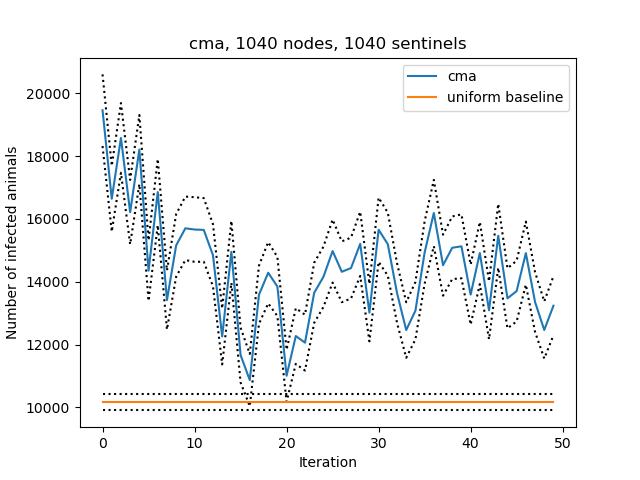 cma, 1040 nodes, 1040 sentinels
cma
uniform baseline
Number of infected animals
20000
18000
16000
14000
12000
10000
0 10 20 30 40 50
Iteration